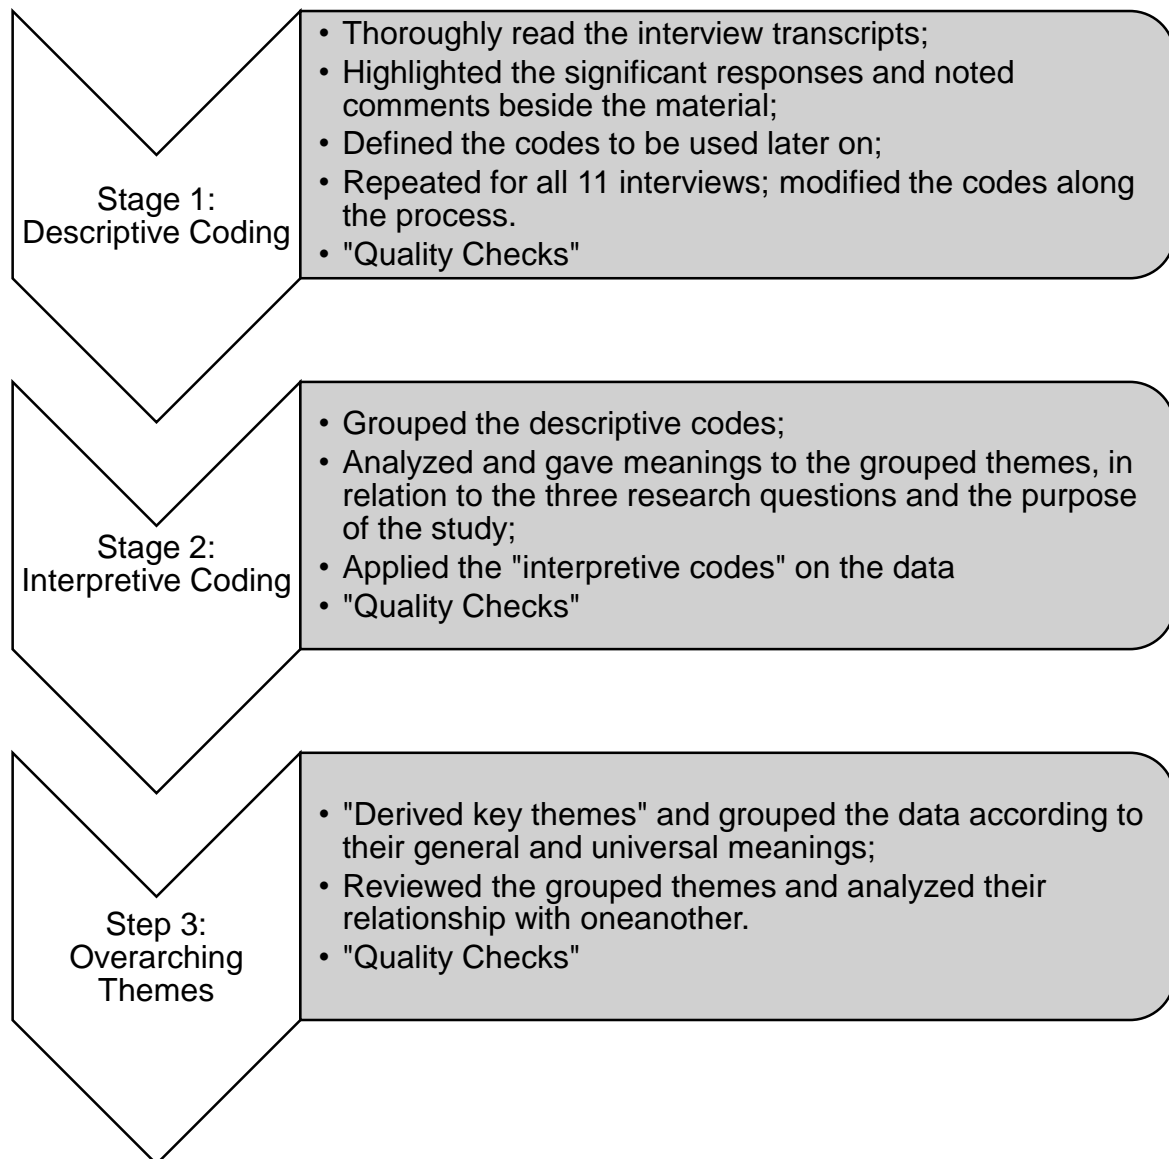 Stage 1:
Descriptive Coding
• Thoroughly read the interview transcripts;
• Highlighted the significant responses and noted
comments beside the material;
• Defined the codes to be used later on;
• Repeated for all 11 interviews; modified the codes along
the process.
• "Quality Checks"
Stage 2:
Interpretive Coding
• Grouped the descriptive codes;
• Analyzed and gave meanings to the grouped themes, in
relation to the three research questions and the purpose
of the study;
• Applied the "interpretive codes" on the data
• "Quality Checks"
Step 3:
Overarching
Themes
• "Derived key themes" and grouped the data according to
their general and universal meanings;
• Reviewed the grouped themes and analyzed their
relationship with oneanother.
• "Quality Checks"